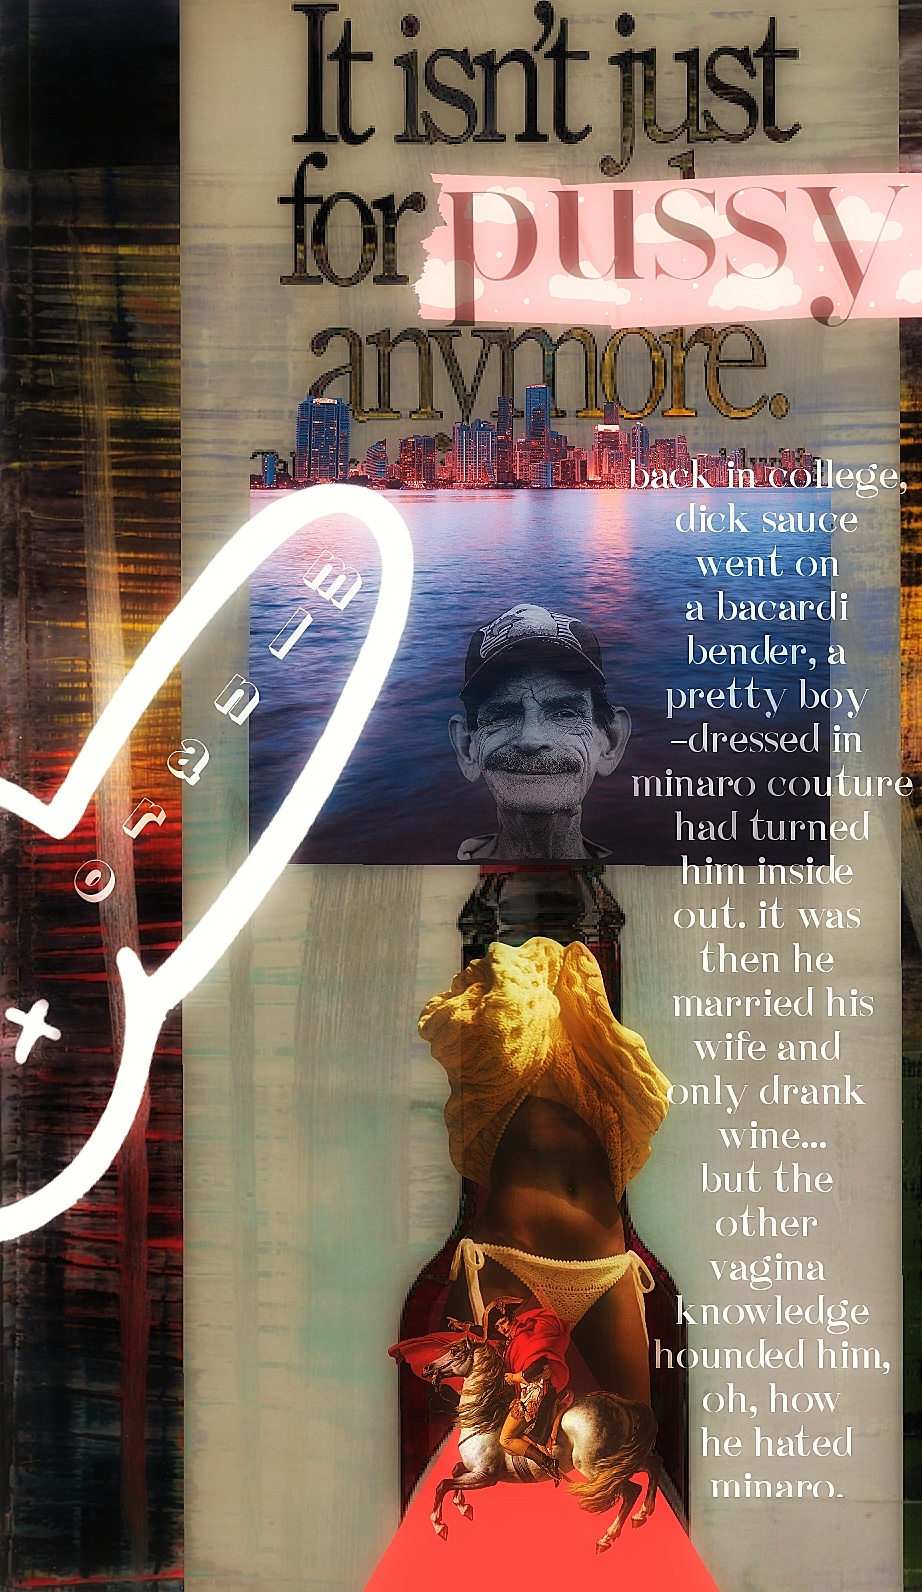 It isn't just
for pussy
anymore.
minaro
back in college,
dick sauce
went on
a bacardi
bender, a
pretty boy
-dressed in
minaro couture
had turned
him inside
out. it was
then he
married his
wife and
only drank
wine...
but the
other
vagina
knowledge
hounded him,
oh, how
he hated
minaro.